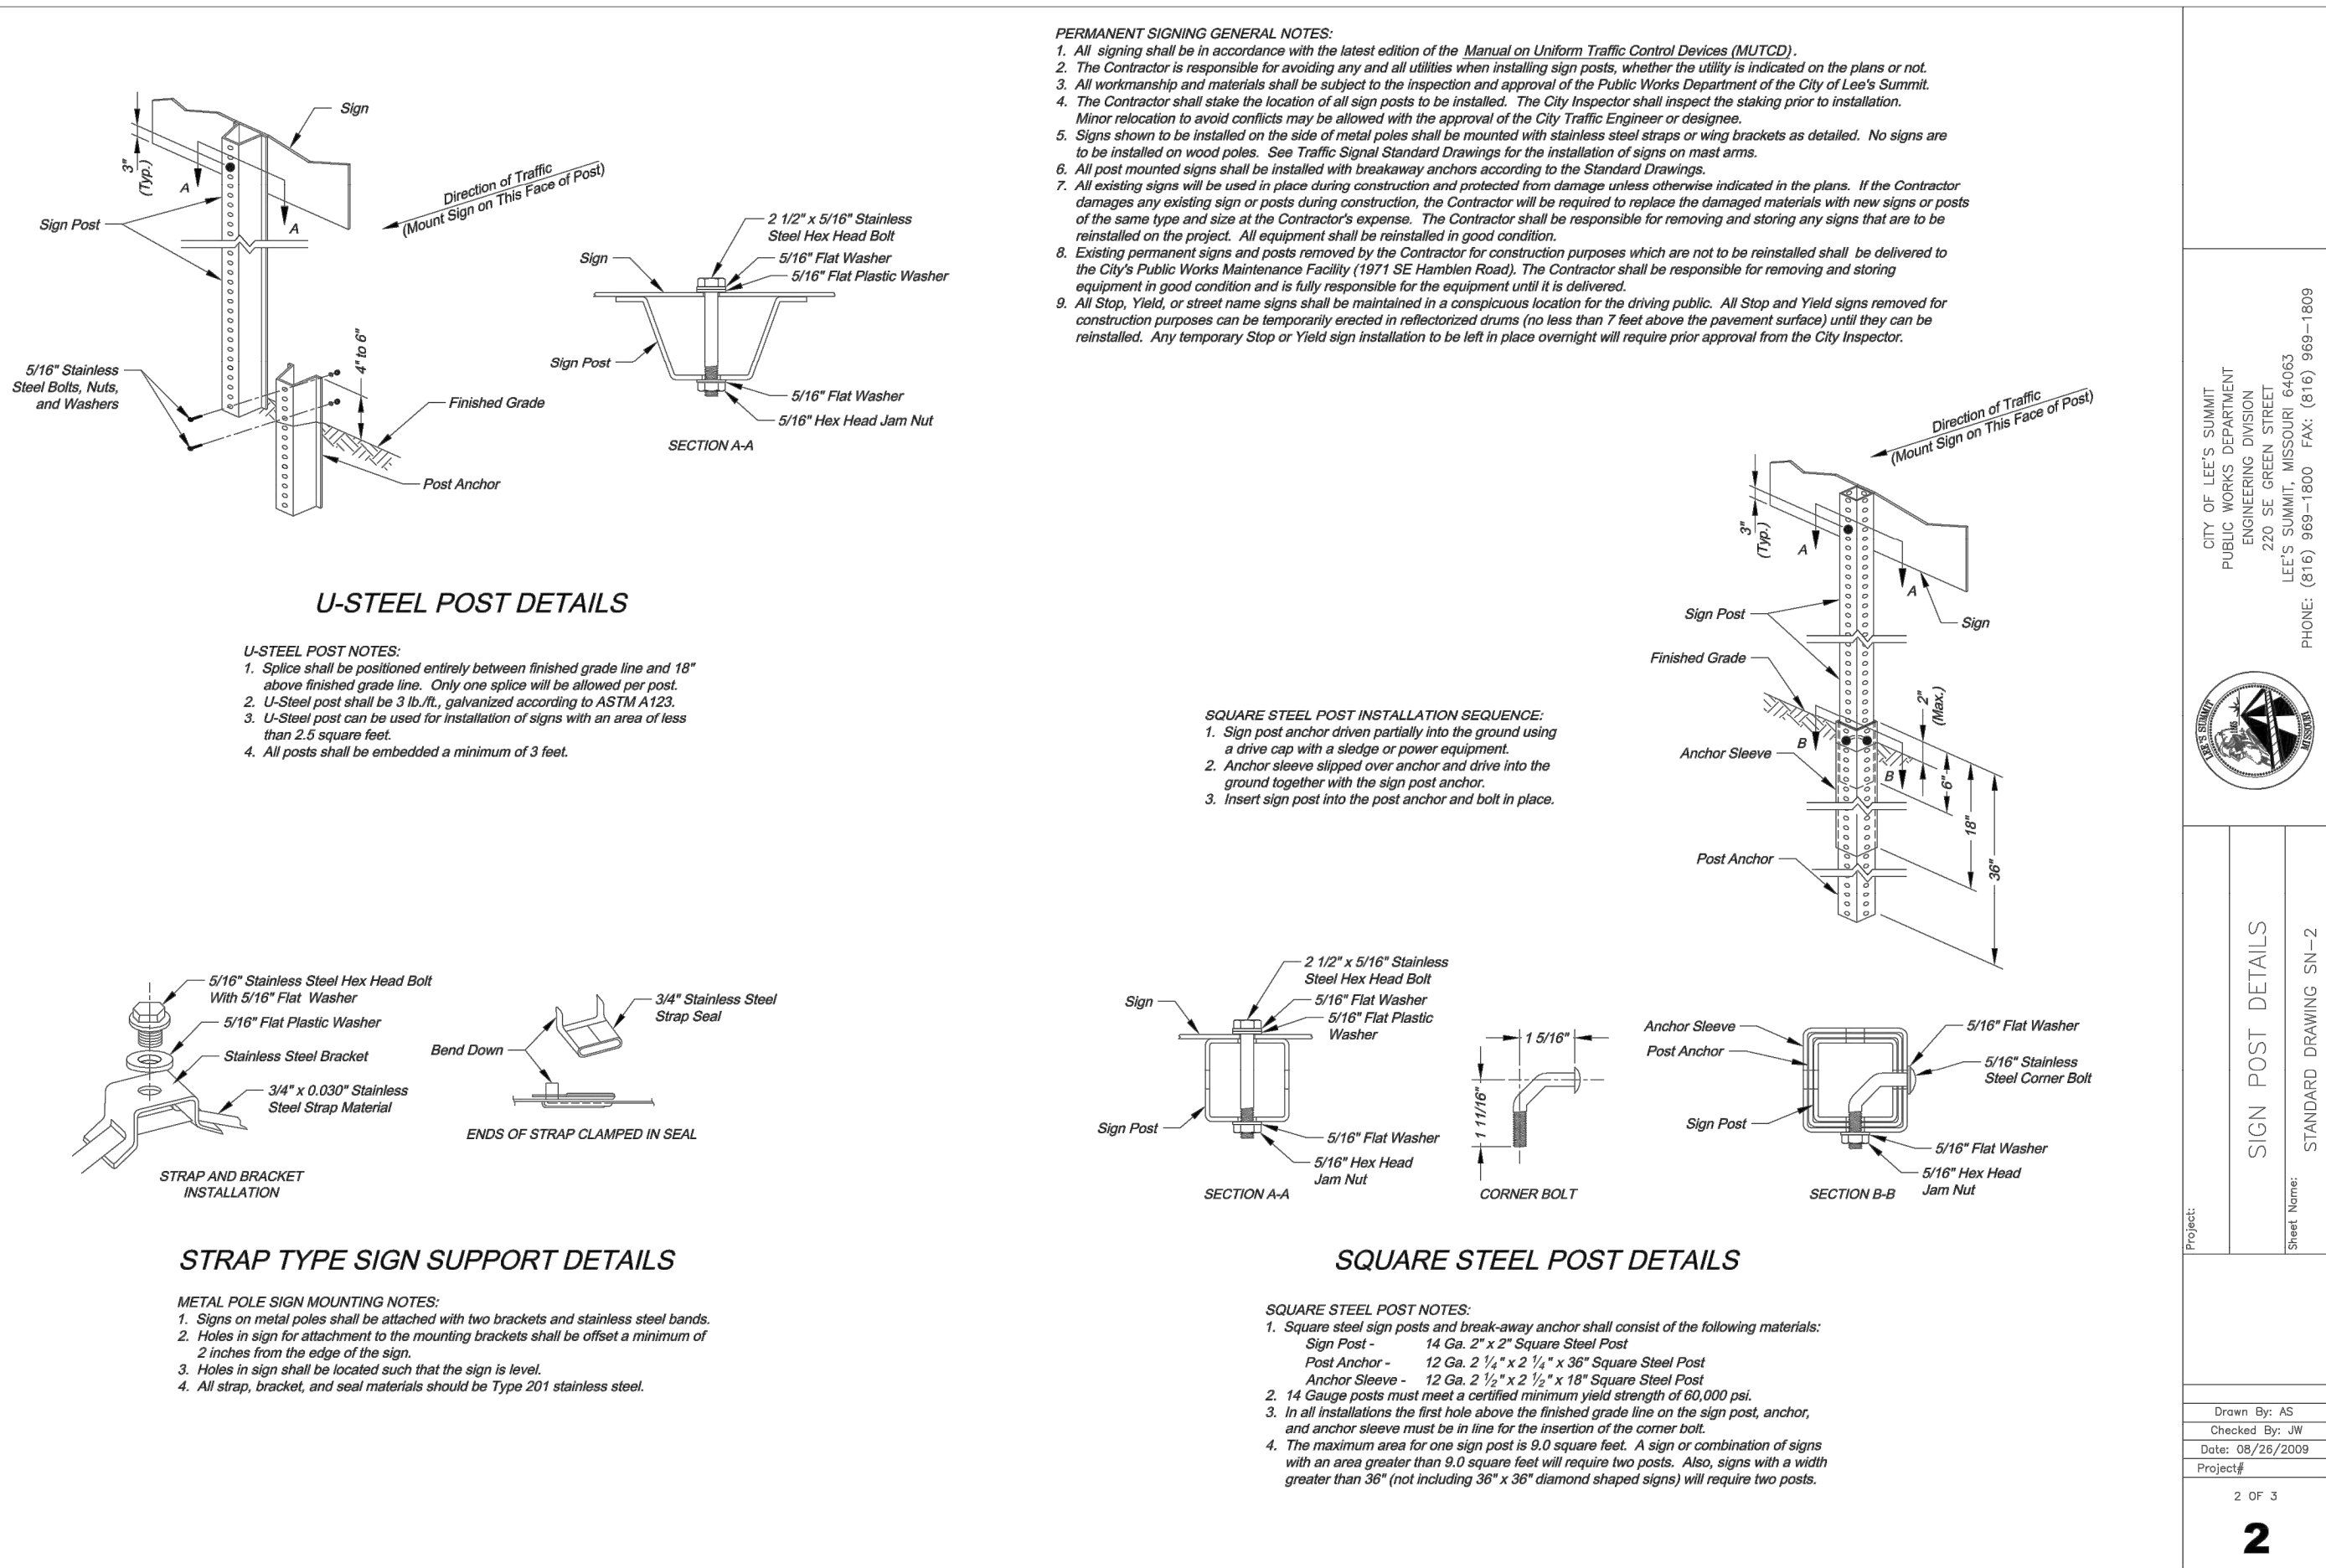 PERMANENT SIGNING GENERAL NOTES:
1. All signing shall be in accordance with the latest edition of the Manual on Uniform Traffic Control Devices (MUTCD).
2. The Contractor is responsible for avoiding any and all utilities when installing sign posts, whether the utility is indicated on the plans or not.
3. All workmanship and materials shall be subject to the inspection and approval of the Public Works Department of the City of Lee's Summit.
4. The Contractor shall stake the location of all sign posts to be installed. The City Inspector shall inspect the staking prior to installation.
Minor relocation to avoid conflicts may be allowed with the approval of the City Traffic Engineer or designee.
5. Signs shown to be installed on the side of metal poles shall be mounted with stainless steel straps or wing brackets as detailed. No signs are
to be installed on wood poles. See Traffic Signal Standard Drawings for the installation of signs on mast arms.
6. All post mounted signs shall be installed with breakaway anchors according to the Standard Drawings.
7. All existing signs will be used in place during construction and protected from damage unless otherwise indicated in the plans. If the Contractor
damages any existing sign or posts during construction, the Contractor will be required to replace the damaged materials with new signs or posts
of the same type and size at the Contractor's expense. The Contractor shall be responsible for removing and storing any signs that are to be
reinstalled on the project. All equipment shall be reinstalled in good condition.
8. Existing permanent signs and posts removed by the Contractor for construction purposes which are not to be reinstalled shall be delivered to
the City's Public Works Maintenance Facility (1971 SE Hamblen Road). The Contractor shall be responsible for removing and storing
equipment in good condition and is fully responsible for the equipment until it is delivered.
9. All Stop, Yield, or street name signs shall be maintained in a conspicuous location for the driving public. All Stop and Yield signs removed for
construction purposes can be temporarily erected in reflectorized drums (no less than 7 feet above the pavement surface) until they can be
reinstalled. Any temporary Stop or Yield sign installation to be left in place overnight will require prior approval from the City Inspector.
Sign
3"
(Typ.)
A
A
Direction of Traffic
(Mount Sign on This Face of Post)
Sign Post
4" to 6"
5/16" Stainless
Steel Bolts, Nuts,
and Washers
Finished Grade
Post Anchor
2 1/2" x 5/16" Stainless
Steel Hex Head Bolt
Sign
5/16" Flat Washer
5/16" Flat Plastic Washer
Sign Post
5/16" Flat Washer
5/16" Hex Head Jam Nut
SECTION A-A
U-STEEL POST DETAILS
U-STEEL POST NOTES:
1. Splice shall be positioned entirely between finished grade line and 18"
above finished grade line. Only one splice will be allowed per post.
2. U-Steel post shall be 3 lb./ft., galvanized according to ASTM A123.
3. U-Steel post can be used for installation of signs with an area of less
than 2.5 square feet.
4. All posts shall be embedded a minimum of 3 feet.
5/16" Stainless Steel Hex Head Bolt
With 5/16" Flat Washer
5/16" Flat Plastic Washer
Stainless Steel Bracket
3/4" x 0.030" Stainless
Steel Strap Material
STRAP AND BRACKET
INSTALLATION
3/4" Stainless Steel
Strap Seal
Bend Down
ENDS OF STRAP CLAMPED IN SEAL
STRAP TYPE SIGN SUPPORT DETAILS
METAL POLE SIGN MOUNTING NOTES:
1. Signs on metal poles shall be attached with two brackets and stainless steel bands.
2. Holes in sign for attachment to the mounting brackets shall be offset a minimum of
2 inches from the edge of the sign.
3. Holes in sign shall be located such that the sign is level.
4. All strap, bracket, and seal materials should be Type 201 stainless steel.
SQUARE STEEL POST INSTALLATION SEQUENCE:
1. Sign post anchor driven partially into the ground using
a drive cap with a sledge or power equipment.
2. Anchor sleeve slipped over anchor and drive into the
ground together with the sign post anchor.
3. Insert sign post into the post anchor and bolt in place.
Direction of Traffic
(Mount Sign on This Face of Post)
3"
(Typ.)
A
A
Sign Post
Sign
Finished Grade
2"
(Max.)
B
B
Anchor Sleeve
6"
18"
36"
Post Anchor
2 1/2" x 5/16" Stainless
Steel Hex Head Bolt
Sign
5/16" Flat Washer
5/16" Flat Plastic
Washer
Sign Post
5/16" Flat Washer
5/16" Hex Head
Jam Nut
SECTION A-A
1 5/16"
1 11/16"
CORNER BOLT
Anchor Sleeve
Post Anchor
Sign Post
5/16" Flat Washer
5/16" Stainless
Steel Corner Bolt
5/16" Flat Washer
5/16" Hex Head
Jam Nut
SECTION B-B
SQUARE STEEL POST DETAILS
SQUARE STEEL POST NOTES:
1. Square steel sign posts and break-away anchor shall consist of the following materials:
Sign Post - 14 Ga. 2" x 2" Square Steel Post
Post Anchor - 12 Ga. 2 1/4" x 2 1/4" x 36" Square Steel Post
Anchor Sleeve - 12 Ga. 2 1/2" x 2 1/2" x 18" Square Steel Post
2. 14 Gauge posts must meet a certified minimum yield strength of 60,000 psi.
3. In all installations the first hole above the finished grade line on the sign post, anchor,
and anchor sleeve must be in line for the insertion of the corner bolt.
4. The maximum area for one sign post is 9.0 square feet. A sign or combination of signs
with an area greater than 9.0 square feet will require two posts. Also, signs with a width
greater than 36" (not including 36" x 36" diamond shaped signs) will require two posts.
CITY OF LEE'S SUMMIT
PUBLIC WORKS DEPARTMENT
ENGINEERING DIVISION
220 SE GREEN STREET
LEE'S SUMMIT, MISSOURI 64063
PHONE: (816) 969-1800 FAX: (816) 969-1809
LEE'S SUMMIT
1865
MISSOURI
Project:
SIGN POST DETAILS
Sheet Name:
STANDARD DRAWING SN-2
Drawn By: AS
Checked By: JW
Date: 08/26/2009
Project#
2 OF 3
2